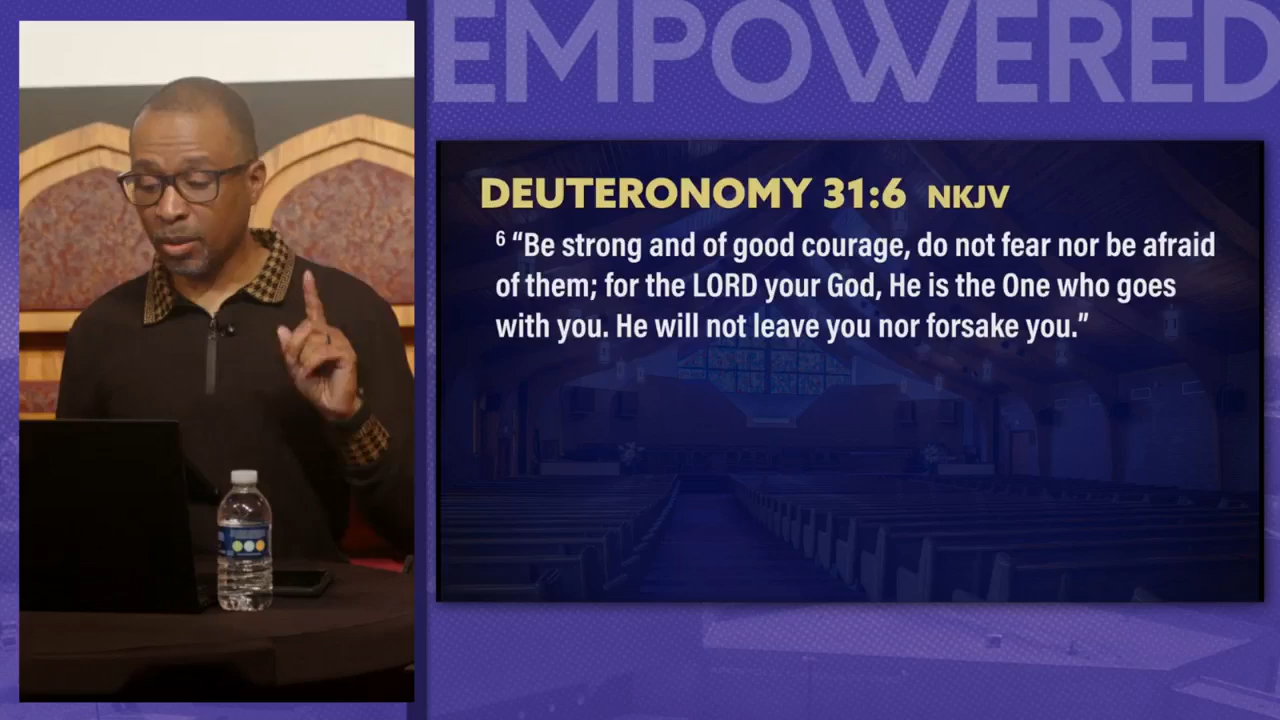 EMPOWERED
DEUTERONOMY 31:6 NKJV
6 “Be strong and of good courage, do not fear nor be afraid
of them; for the LORD your God, He is the One who goes
with you. He will not leave you nor forsake you.”